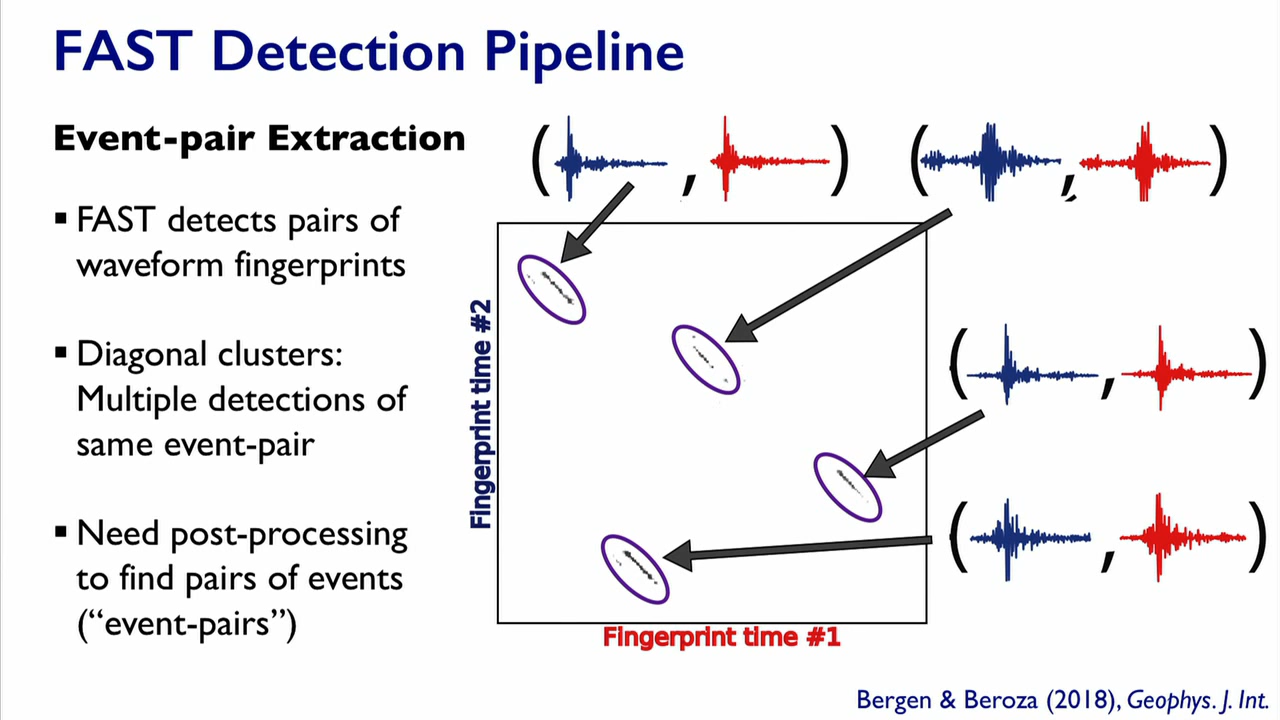 FAST Detection Pipeline
Event-pair Extraction
▪ FAST detects pairs of
waveform fingerprints
▪ Diagonal clusters:
Multiple detections of
same event-pair
▪ Need post-processing
to find pairs of events
(“event-pairs”)
( , )
( , )
( , )
( , )
Fingerprint time #2
Fingerprint time #1
Bergen & Beroza (2018), Geophys. J. Int.